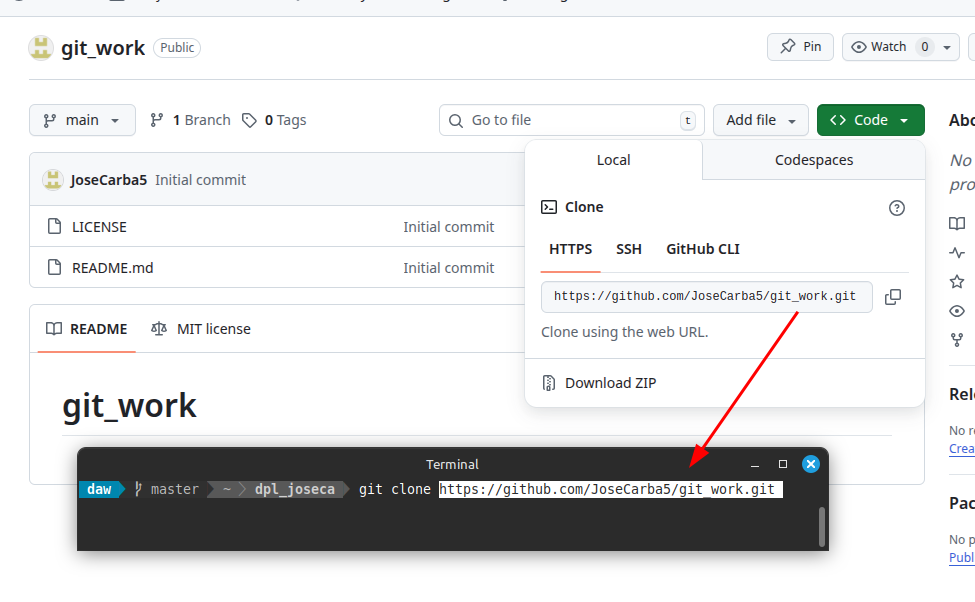 git_work Public Pin Watch 0
main 1 Branch 0 Tags Go to file t Add file Code
Local Codespaces
JoseCarba5 Initial commit
Clone
LICENSE Initial commit
HTTPS SSH GitHub CLI
README.md Initial commit
https://github.com/JoseCarba5/git_work.git
Clone using the web URL.
README MIT license
Download ZIP
git_work
Terminal
daw master ~ dpl_joseca git clone https://github.com/JoseCarba5/git_work.git
Abo
No
pro
Rel
No re
Crea
Pac
No p
Publ